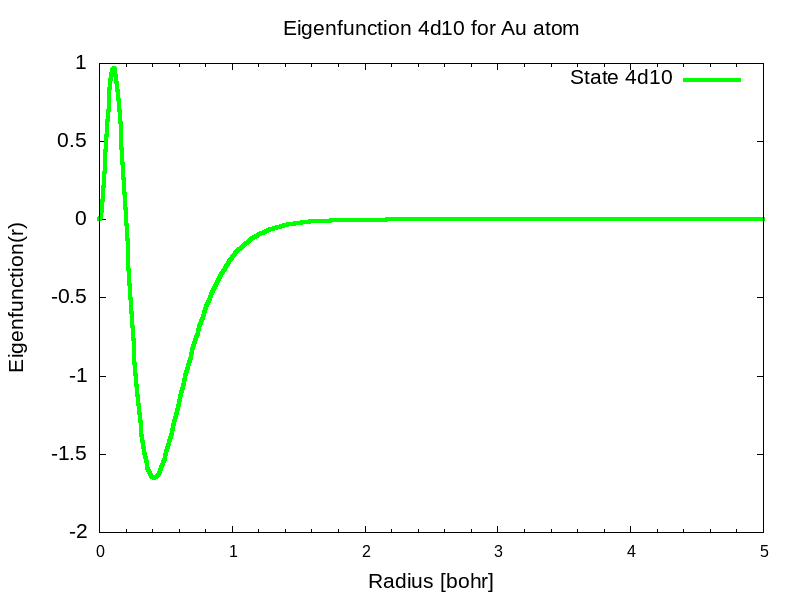 Eigenfunction 4d10 for Au atom
State 4d10
1
0.5
0
-0.5
-1
-1.5
-2
Eigenfunction(r)
0 1 2 3 4 5
Radius [bohr]